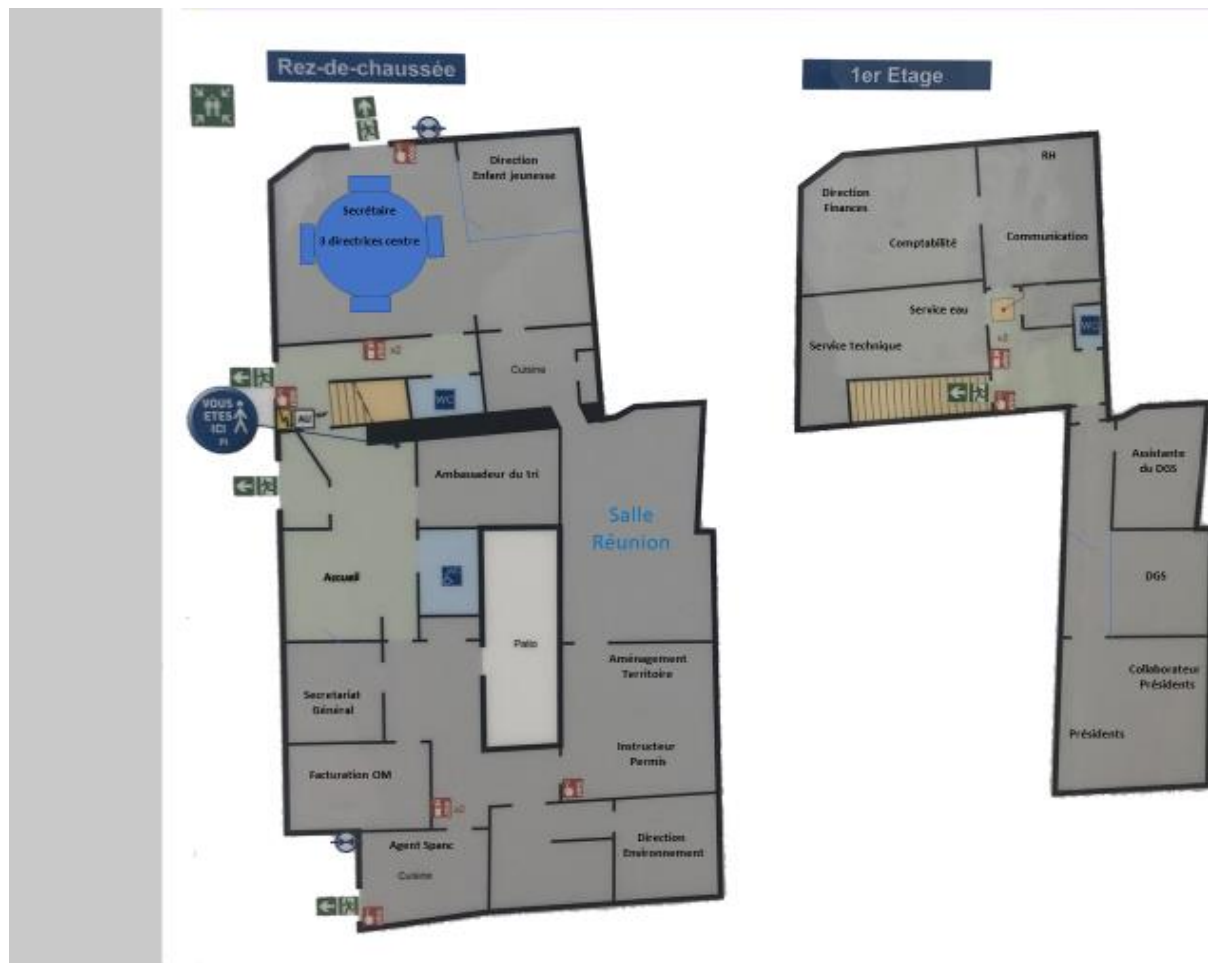 Rez-de-chaussée
1er Etage
Direction
Enfant jeunesse
Secrétaire
3 directrices centre
x2
Cuisine
WC
VOUS
ETES
ICI
Ambassadeur du tri
Salle
Réunion
Accueil
Patio
Aménagement
Territoire
Secretariat
Général
Instructeur
Permis
Facturation OM
x2
Agent Spanc
Cuisine
Direction
Environnement
RH
Direction
Finances
Comptabilité
Communication
Service eau
WC
x2
Service technique
Assistante
du DGS
DGS
Collaborateur
Présidents
Présidents